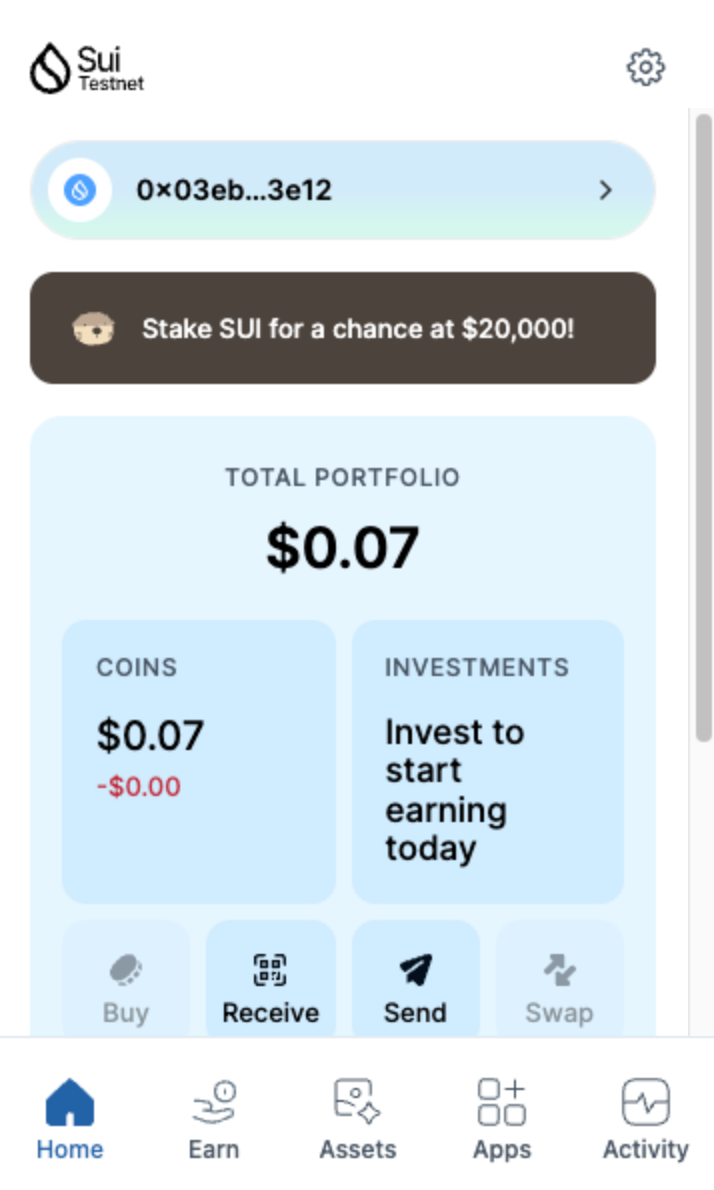 Sui
Testnet
0×03eb...3e12
Stake SUI for a chance at $20,000!
TOTAL PORTFOLIO
$0.07
COINS
$0.07
-$0.00
INVESTMENTS
Invest to
start
earning
today
Buy
Receive
Send
Swap
Home
Earn
Assets
Apps
Activity